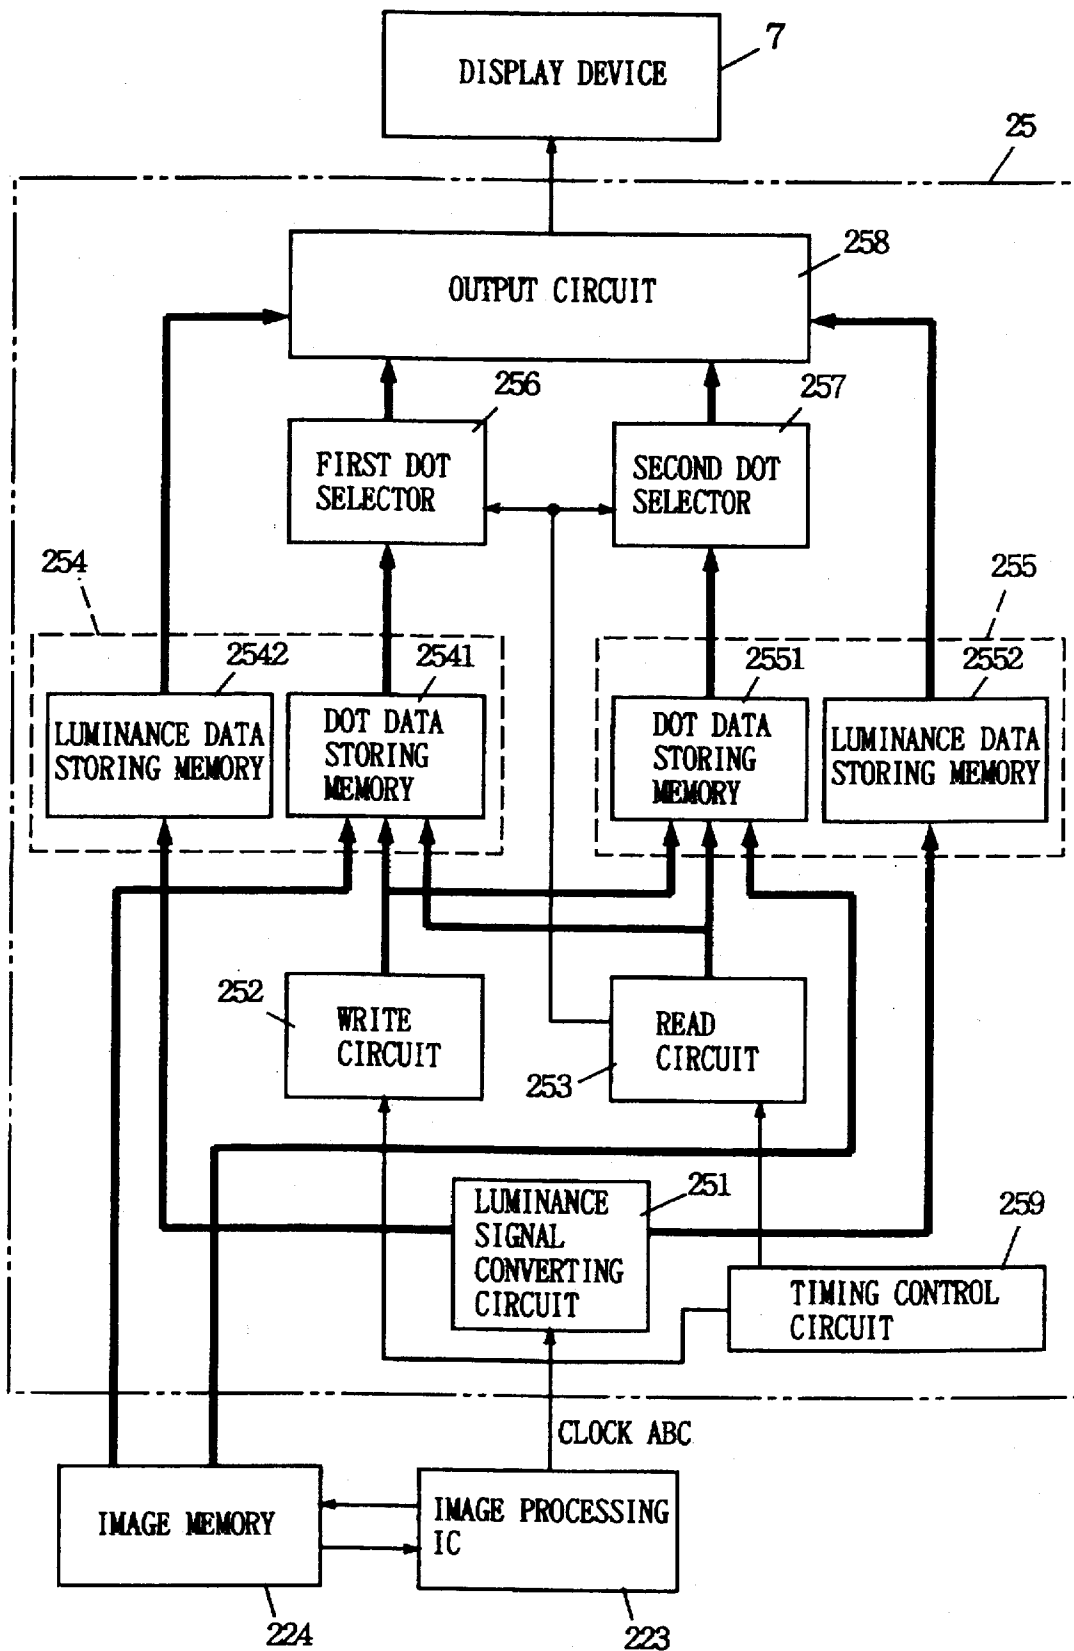 7
DISPLAY DEVICE
25
258
OUTPUT CIRCUIT
256
257
FIRST DOT
SELECTOR
SECOND DOT
SELECTOR
254
255
2542
2541
2551
2552
LUMINANCE DATA
STORING MEMORY
DOT DATA
STORING
MEMORY
DOT DATA
STORING
MEMORY
LUMINANCE DATA
STORING MEMORY
252
WRITE
CIRCUIT
READ
CIRCUIT
253
251
LUMINANCE
SIGNAL
CONVERTING
CIRCUIT
259
TIMING CONTROL
CIRCUIT
CLOCK ABC
IMAGE MEMORY
IMAGE PROCESSING
IC
224
223